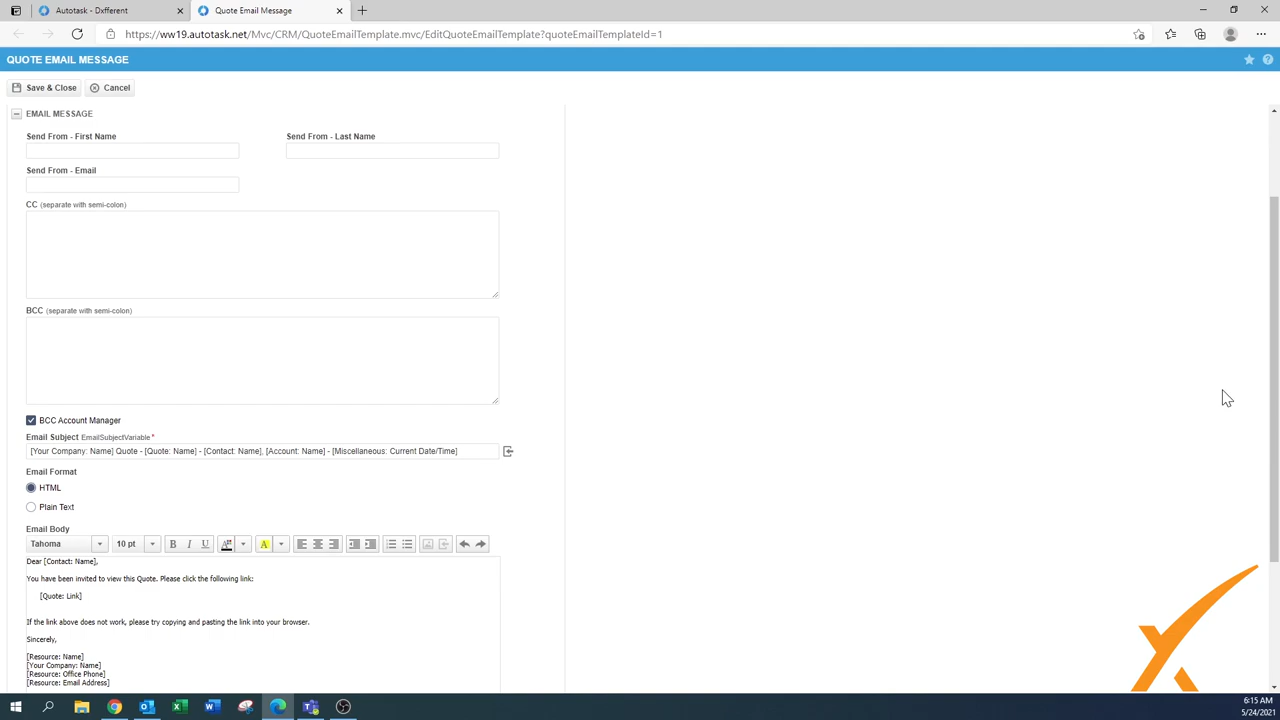 Autotask - Dxfferent
Quote Email Message
https://ww19.autotask.net/Mvc/CRM/QuoteEmailTemplate.mvc/EditQuoteEmailTemplate?quoteEmailTemplateId=1
QUOTE EMAIL MESSAGE
Save & Close
Cancel
EMAIL MESSAGE
Send From - First Name
Send From - Last Name
Send From - Email
CC (separate with semi-colon)
BCC (separate with semi-colon)
BCC Account Manager
Email Subject EmailSubjectVariable*
[Your Company: Name] Quote - [Quote: Name] - [Contact: Name], [Account: Name] - [Miscellaneous: Current Date/Time]
Email Format
HTML
Plain Text
Email Body
Tahoma
10 pt
B I U
A
Dear [Contact: Name],
You have been invited to view this Quote. Please click the following link:
[Quote: Link]
If the link above does not work, please try copying and pasting the link into your browser.
Sincerely,
[Resource: Name]
[Your Company: Name]
[Resource: Office Phone]
[Resource: Email Address]
6:15 AM
5/24/2021